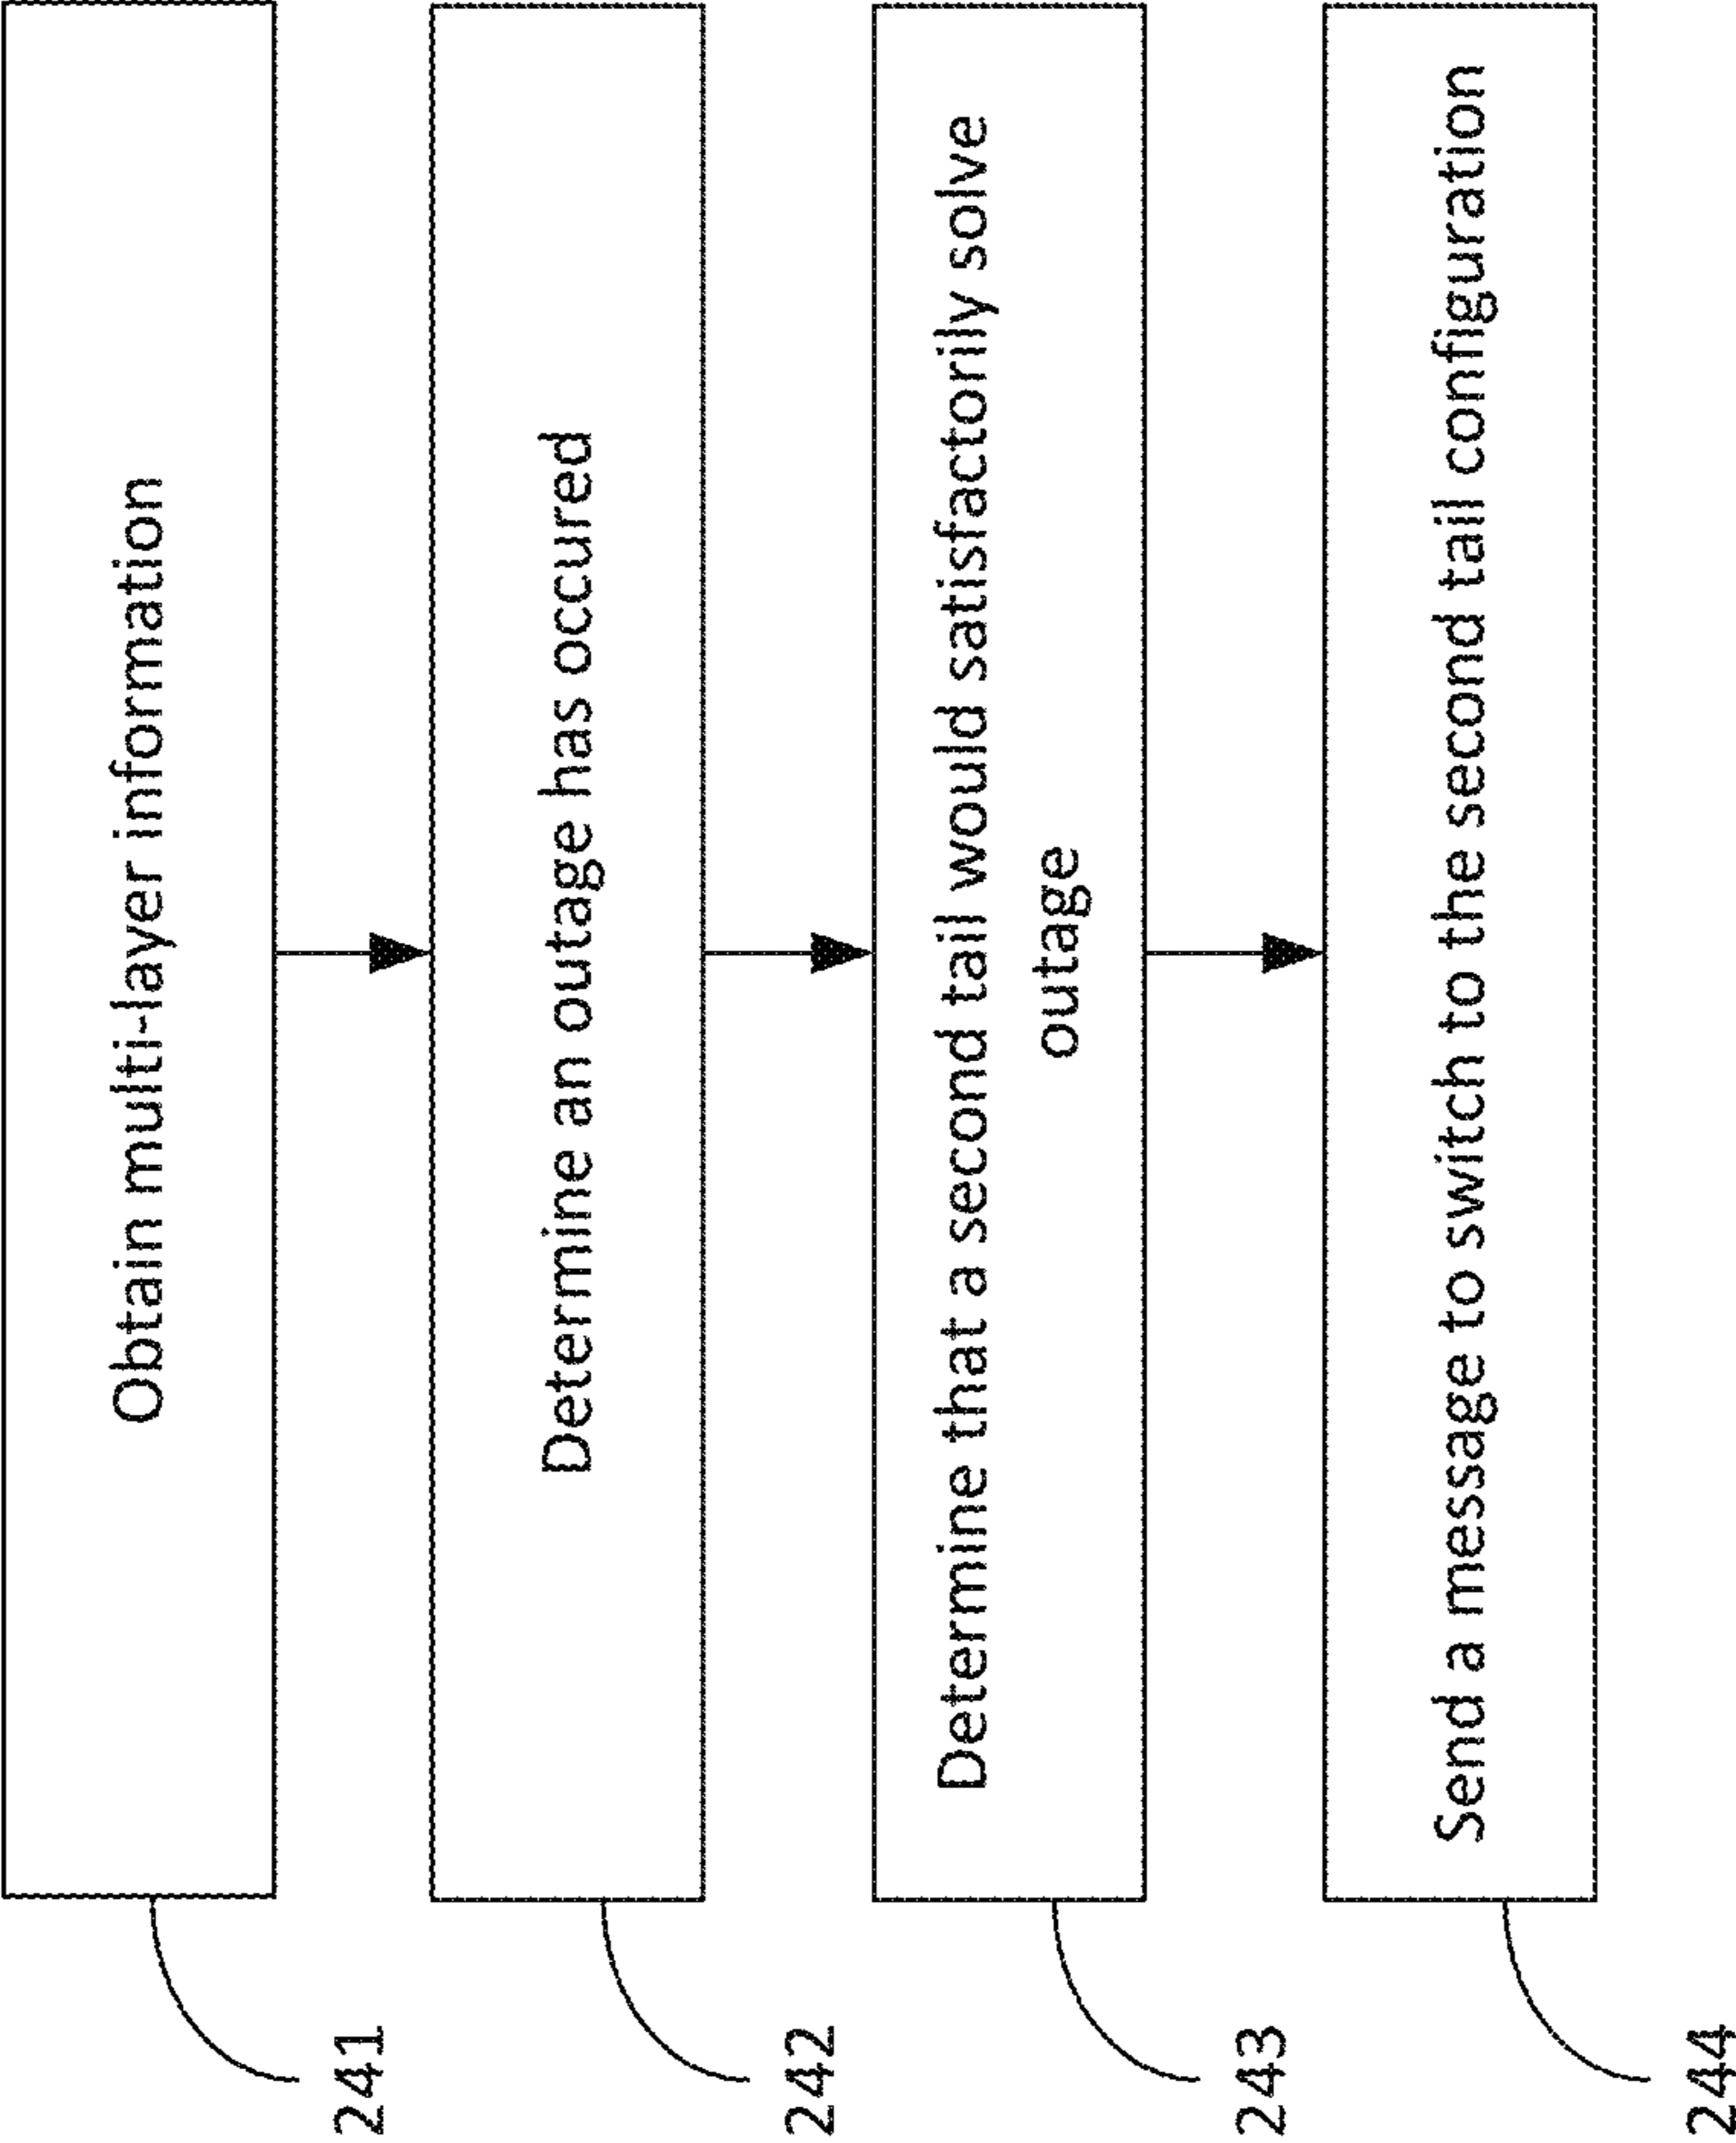 Obtain multi-layer information
241
Determine an outage has occured
242
Determine that a second tail would satisfactorily solve
outage
243
Send a message to switch to the second tail configuration
244